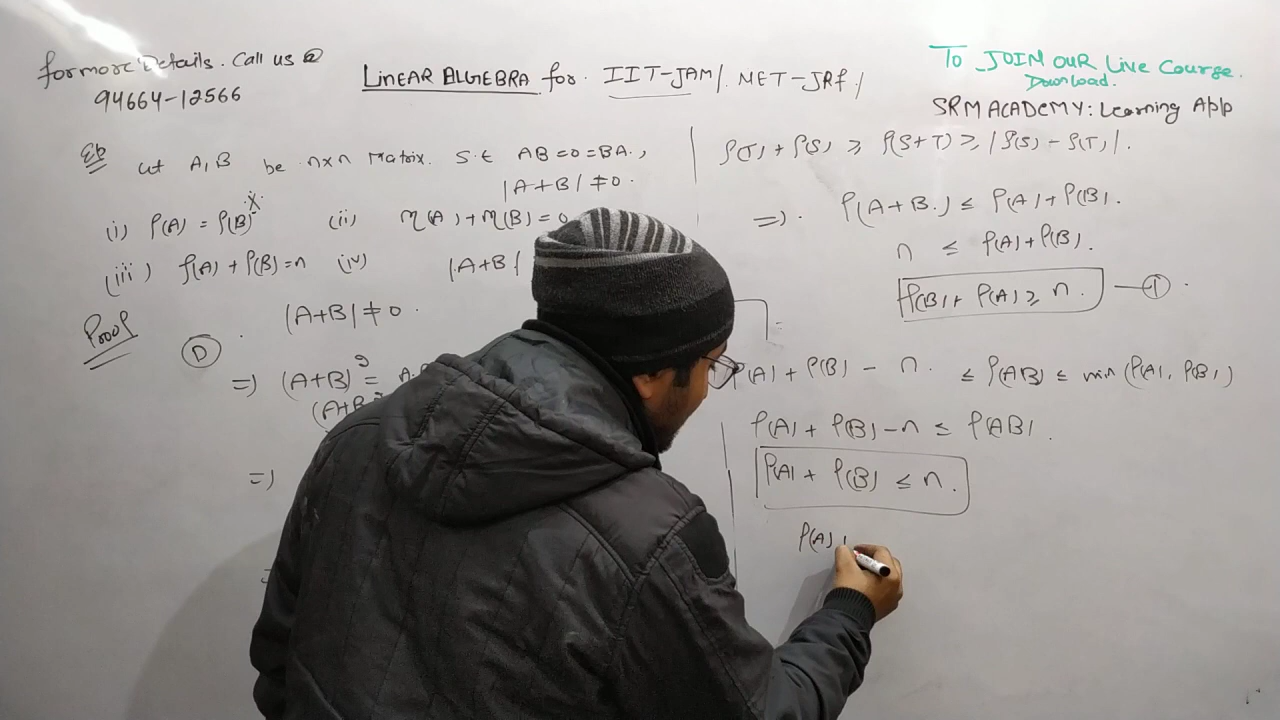 for more Details. Call us @
94664-12566
LINEAR ALGEBRA for IIT-JAM/. NET-JRf./
To JOIN OUR Live Course.
Download.
SRM ACADEMY: Learning App
let A, B be n×n Matrix. S.t AB=0=BA.,
|A+B| ≠0.
(i) ρ(A) = ρ(B) (ii) η(A) + η(B) = 0
(iii) ρ(A) + ρ(B) = n (iv) |A+B|
Proof
|A+B| ≠ 0.
=) (A+B)² =
=)
ρ(T) + ρ(S) ⩾ ρ(S+T) ⩾ |ρ(S) - ρ(T)|.
=). ρ(A+B.) ≤ ρ(A) + ρ(B).
n ≤ ρ(A) + ρ(B).
ρ(B) + ρ(A) ⩾ n. — ①.
ρ(A) + ρ(B) - n. ≤ ρ(AB) ≤ min (ρ(A), ρ(B))
ρ(A) + ρ(B) - n ≤ ρ(AB).
ρ(A) + ρ(B) ≤ n.
ρ(A)